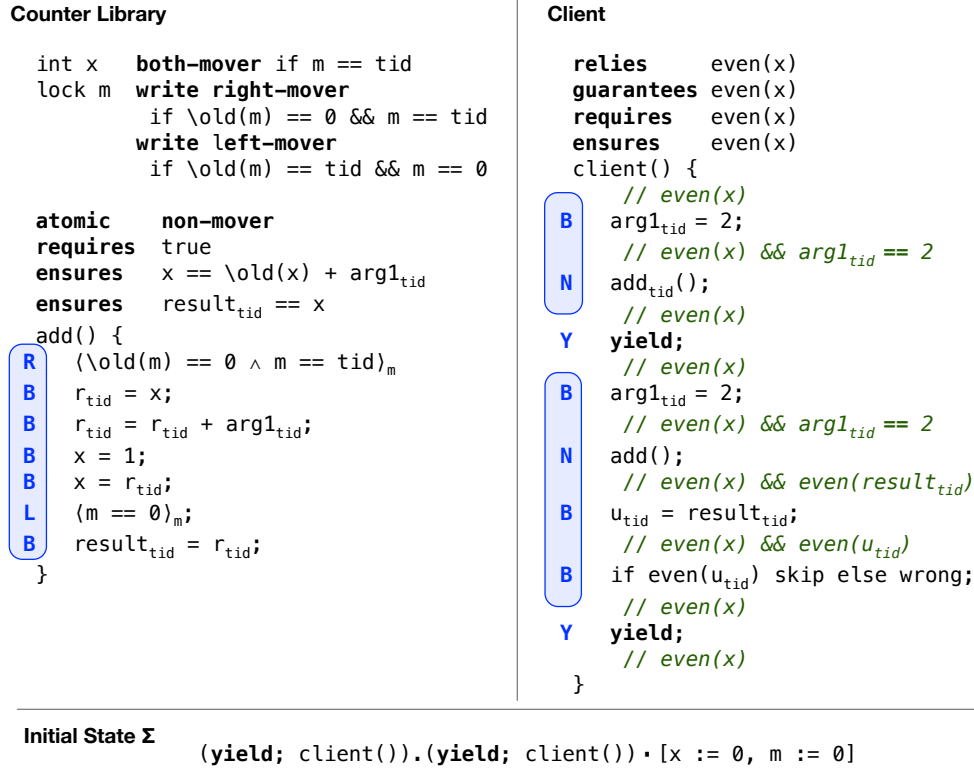 Counter Library
int x both-mover if m == tid
lock m write right-mover
if \old(m) == 0 && m == tid
write left-mover
if \old(m) == tid && m == 0
atomic non-mover
requires true
ensures x == \old(x) + arg1tid
ensures resulttid == x
add() {
R ⟨\old(m) == 0 ∧ m == tid⟩m
B rtid = x;
B rtid = rtid + arg1tid;
B x = 1;
B x = rtid;
L ⟨m == 0⟩m;
B resulttid = rtid;
}
Client
relies even(x)
guarantees even(x)
requires even(x)
ensures even(x)
client() {
// even(x)
B arg1tid = 2;
// even(x) && arg1tid == 2
N addtid();
// even(x)
Y yield;
// even(x)
B arg1tid = 2;
// even(x) && arg1tid == 2
N add();
// even(x) && even(resulttid)
B utid = resulttid;
// even(x) && even(utid)
B if even(utid) skip else wrong;
// even(x)
Y yield;
// even(x)
}
Initial State Σ
(yield; client()).(yield; client()) · [x := 0, m := 0]